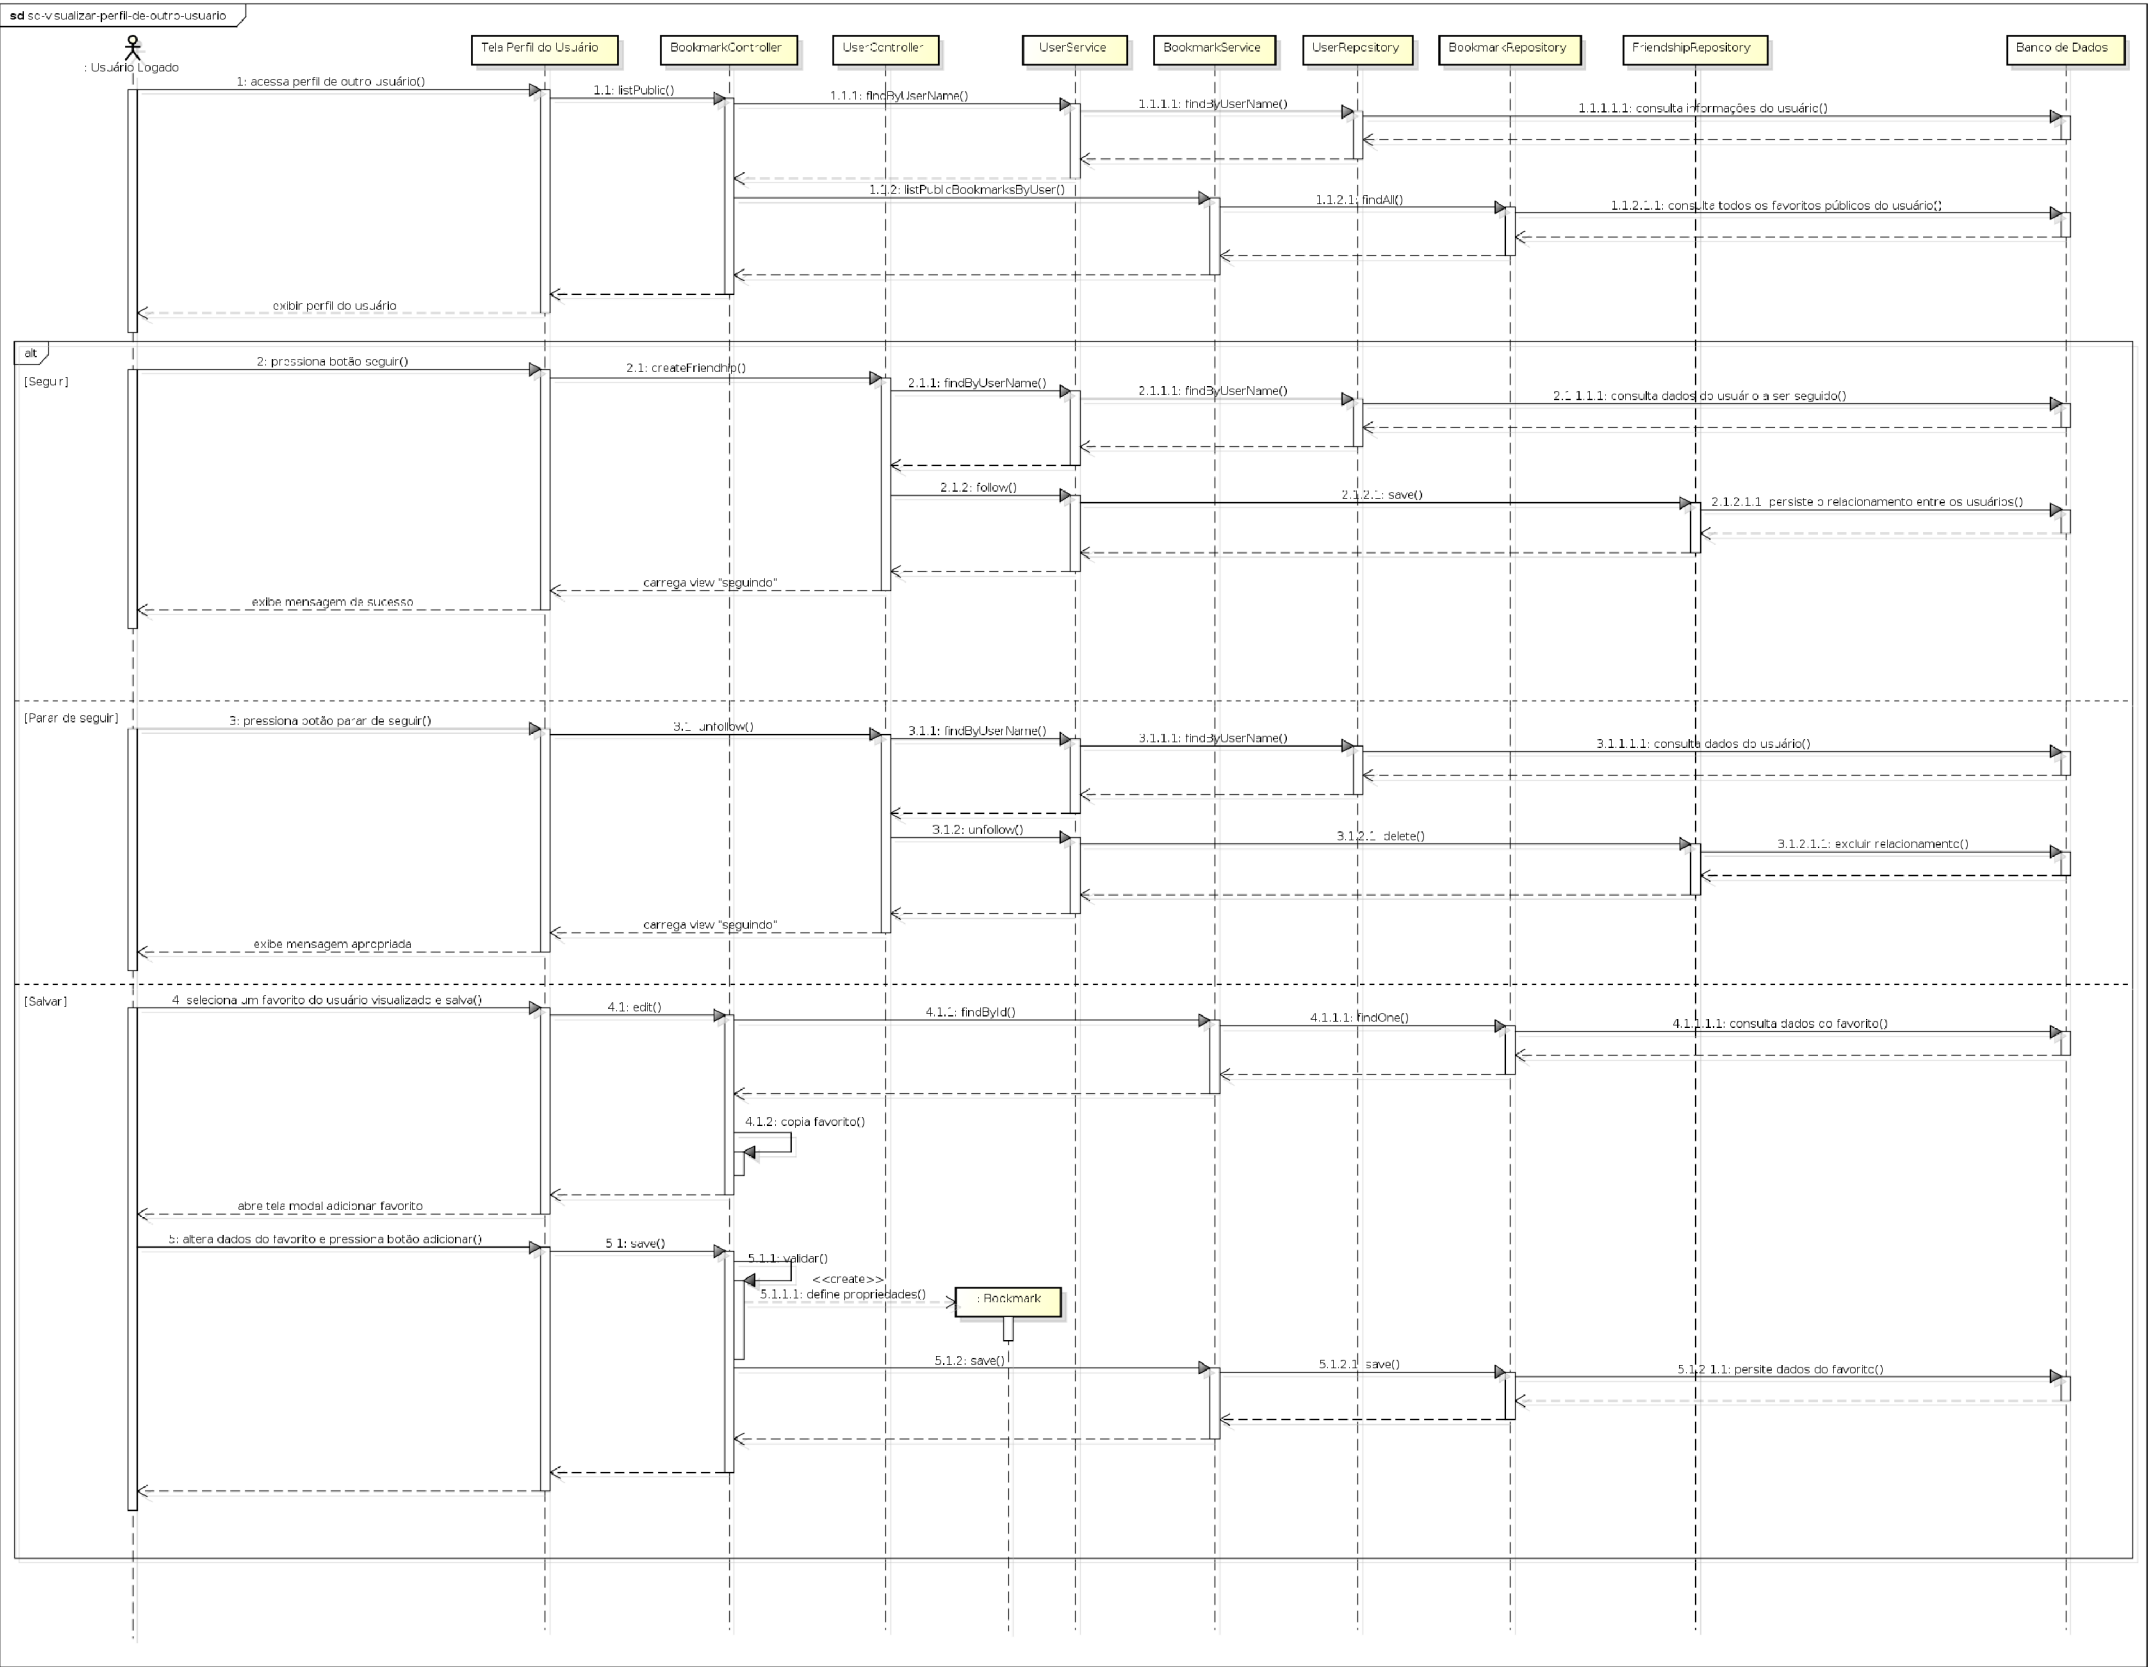 sd sd-visualizar-perfil-de-outro-usuario
: Usuário Logado
Tela Perfil do Usuário
BookmarkController
UserController
UserService
BookmarkService
UserRepository
BookmarkRepository
FriendshipRepository
Banco de Dados
1: acessa perfil de outro usuário()
1.1: listPublic()
1.1.1: findByUserName()
1.1.1.1: findByUserName()
1.1.1.1.1: consulta informações do usuário()
1.1.2: listPublicBookmarksByUser()
1.1.2.1: findAll()
1.1.2.1.1: consulta todos os favoritos públicos do usuário()
exibir perfil do usuário
alt
[Seguir]
2: pressiona botão seguir()
2.1: createFriendhip()
2.1.1: findByUserName()
2.1.1.1: findByUserName()
2.1.1.1.1: consulta dados do usuário a ser seguido()
2.1.2: follow()
2.1.2.1: save()
2.1.2.1.1: persiste o relacionamento entre os usuários()
carrega view "seguindo"
exibe mensagem de sucesso
[Parar de seguir]
3: pressiona botão parar de seguir()
3.1: unfollow()
3.1.1: findByUserName()
3.1.1.1: findByUserName()
3.1.1.1.1: consulta dados do usuário()
3.1.2: unfollow()
3.1.2.1: delete()
3.1.2.1.1: excluir relacionamento()
carrega view "seguindo"
exibe mensagem apropriada
[Salvar]
4: seleciona um favorito do usuário visualizado e salva()
4.1: edit()
4.1.1: findById()
4.1.1.1: findOne()
4.1.1.1.1: consulta dados do favorito()
4.1.2: copia favorito()
abre tela modal adicionar favorito
5: altera dados do favorito e pressiona botão adicionar()
5.1: save()
5.1.1: validar()
<<create>>
5.1.1.1: define propriedades()
: Bookmark
5.1.2: save()
5.1.2.1: save()
5.1.2.1.1: persite dados do favorito()